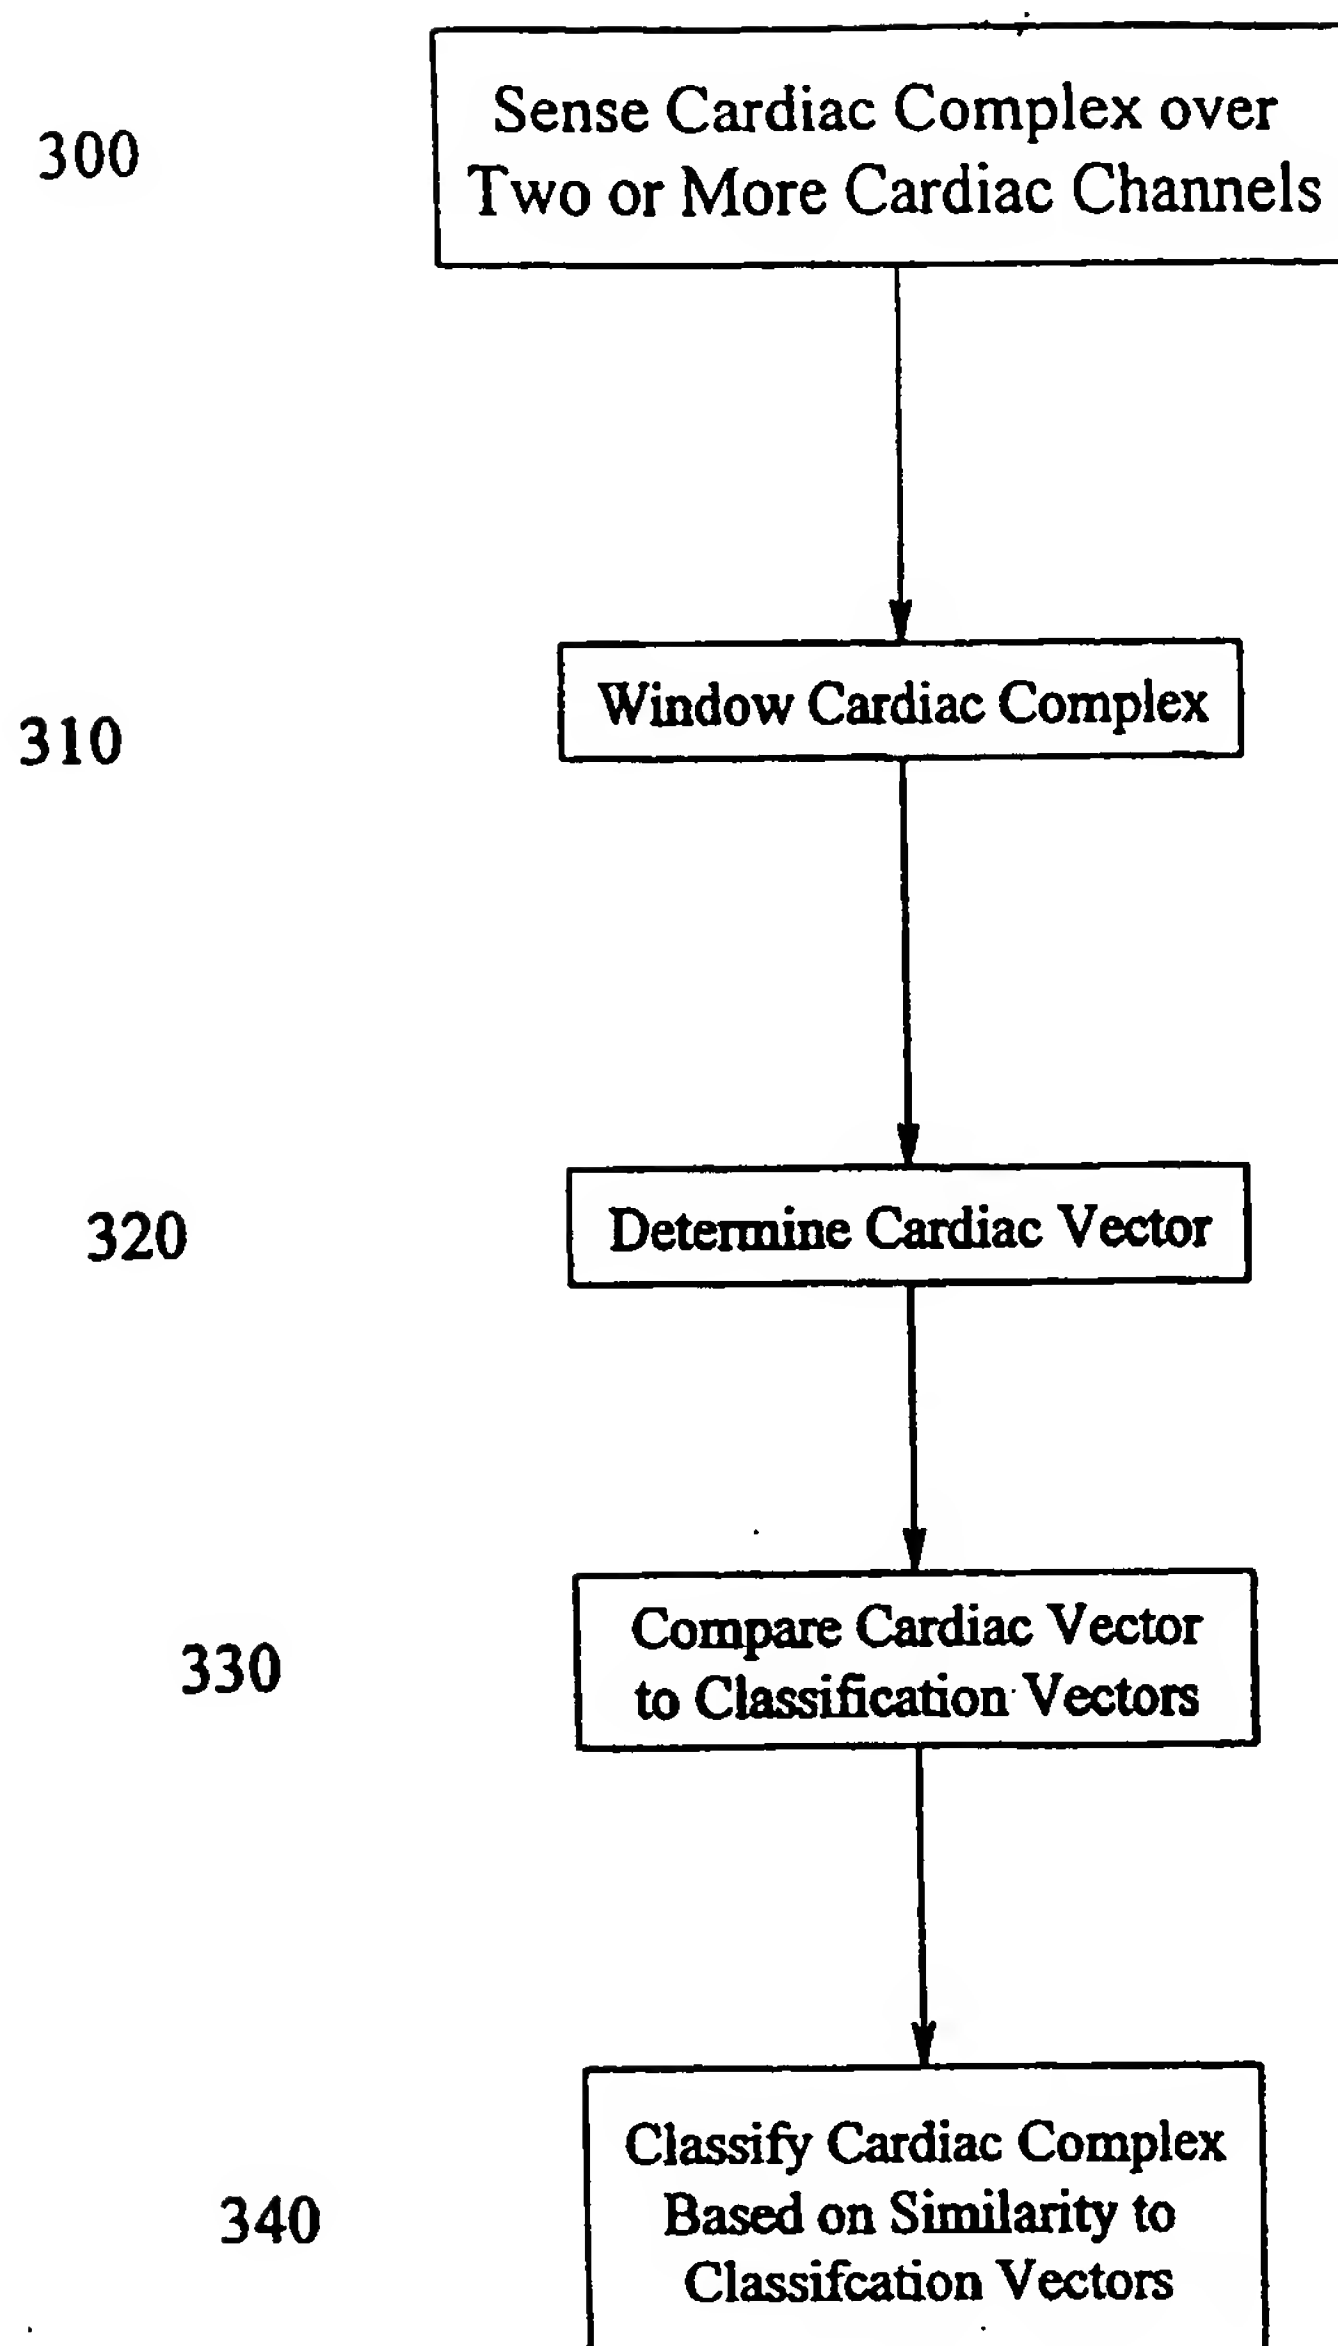 300
Sense Cardiac Complex over
Two or More Cardiac Channels
310
Window Cardiac Complex
320
Determine Cardiac Vector
330
Compare Cardiac Vector
to Classification Vectors
340
Classify Cardiac Complex
Based on Similarity to
Classifcation Vectors